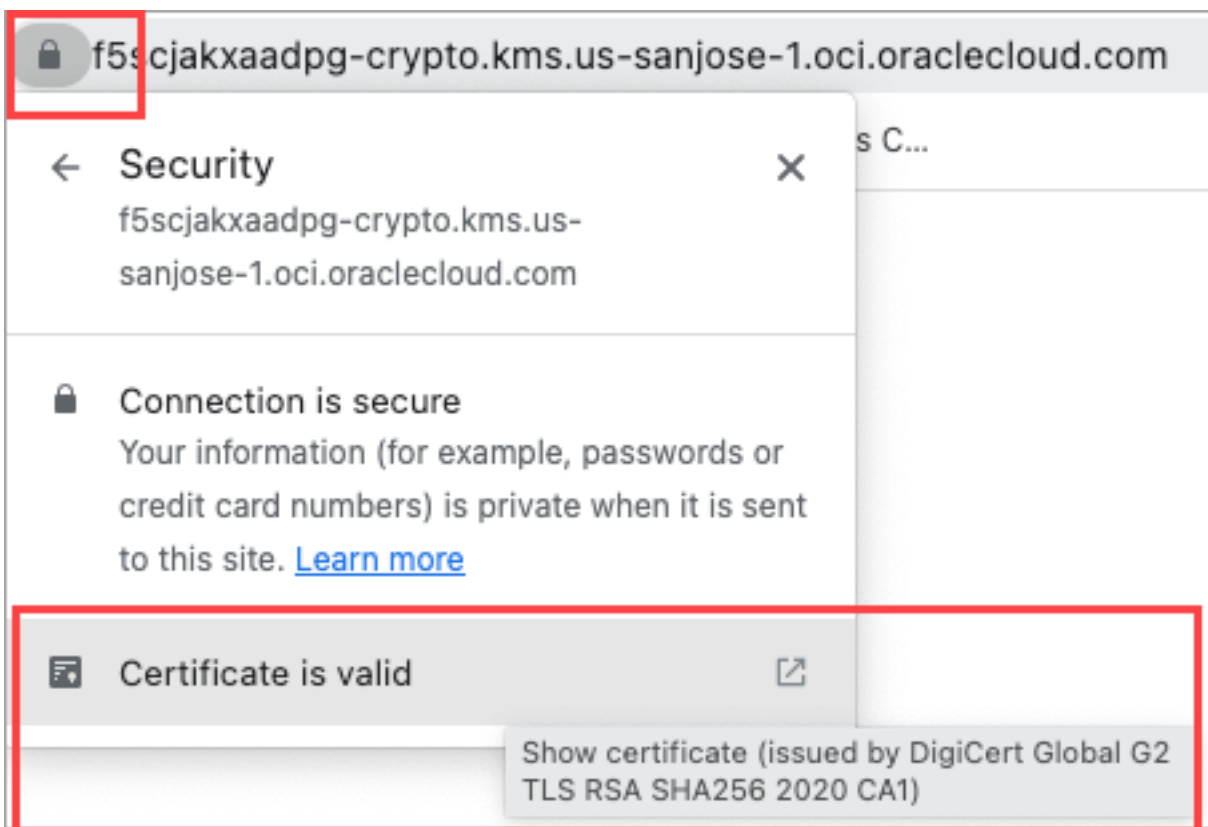 f5scjakxaadpg-crypto.kms.us-sanjose-1.oci.oraclecloud.com
s C...
Security
f5scjakxaadpg-crypto.kms.us-
sanjose-1.oci.oraclecloud.com
Connection is secure
Your information (for example, passwords or
credit card numbers) is private when it is sent
to this site. Learn more
Certificate is valid
Show certificate (issued by DigiCert Global G2
TLS RSA SHA256 2020 CA1)